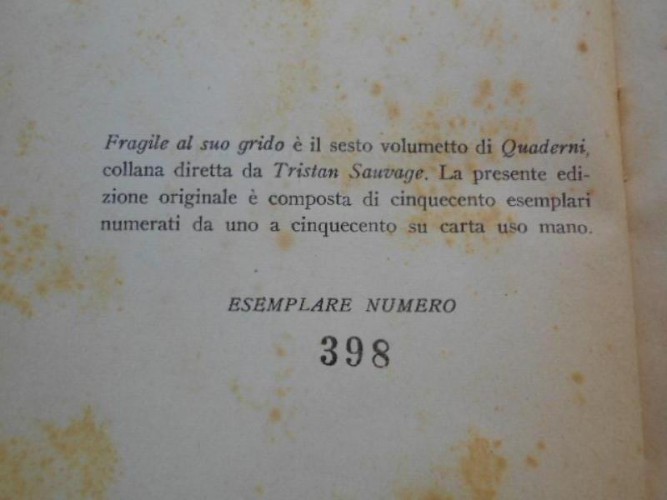 Fragile al suo grido è il sesto volumetto di Quaderni,
collana diretta da Tristan Sauvage. La presente edi-
zione originale è composta di cinquecento esemplari
numerati da uno a cinquecento su carta uso mano.
ESEMPLARE NUMERO
398